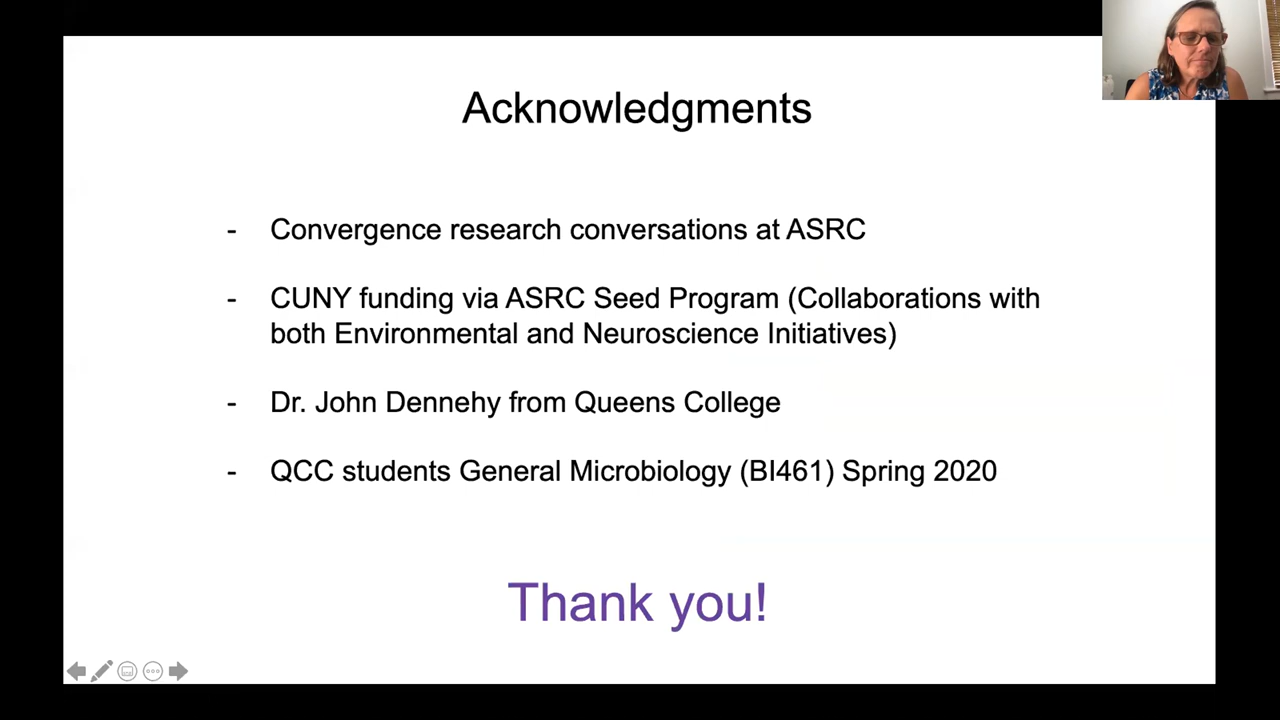 Acknowledgments
- Convergence research conversations at ASRC
- CUNY funding via ASRC Seed Program (Collaborations with
both Environmental and Neuroscience Initiatives)
- Dr. John Dennehy from Queens College
- QCC students General Microbiology (BI461) Spring 2020
Thank you!